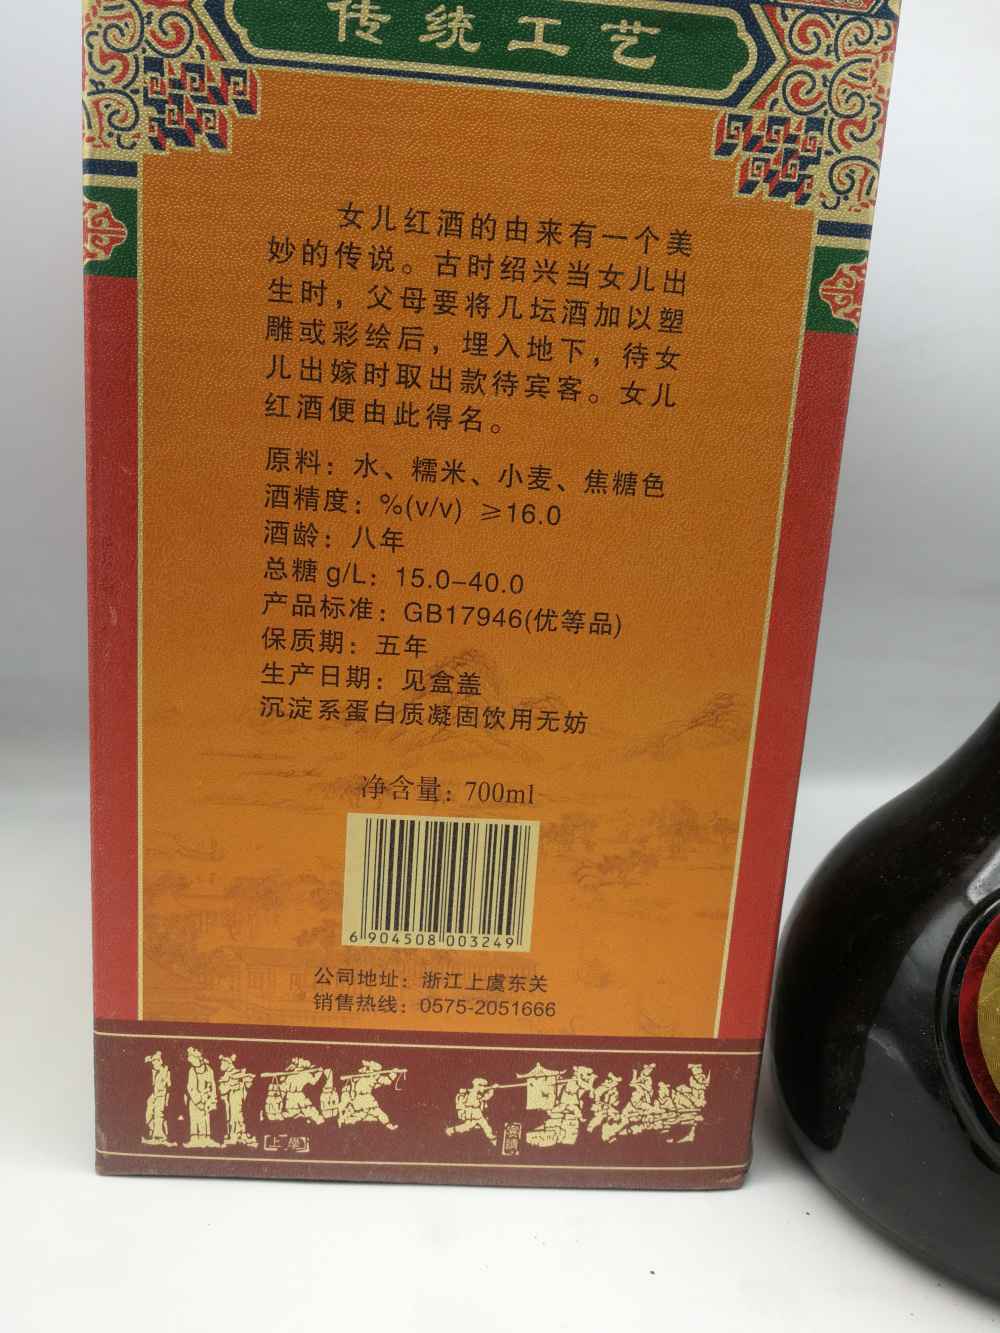 传统工艺
女儿红酒的由来有一个美
妙的传说。古时绍兴当女儿出
生时，父母要将几坛酒加以塑
雕或彩绘后，埋入地下，待女
儿出嫁时取出款待宾客。女儿
红酒便由此得名。
原料：水、糯米、小麦、焦糖色
酒精度：%(v/v) ≥16.0
酒龄：八年
总糖 g/L：15.0-40.0
产品标准：GB17946(优等品)
保质期：五年
生产日期：见盒盖
沉淀系蛋白质凝固饮用无妨
净含量：700ml
6 904508 003249
公司地址：浙江上虞东关
销售热线：0575-2051666
上學